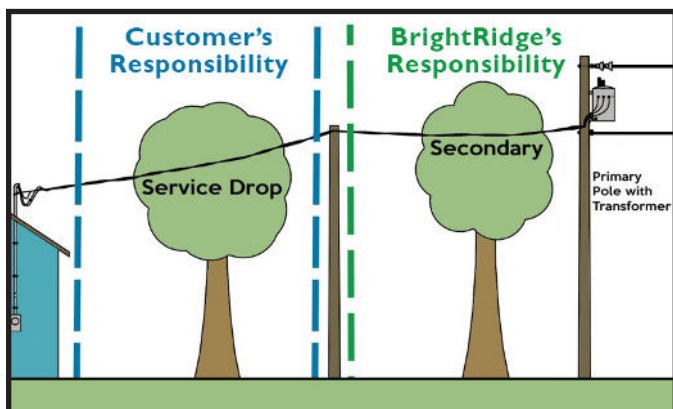 Customer's
Responsibility
BrightRidge's
Responsibility
Service Drop
Secondary
Primary
Pole with
Transformer